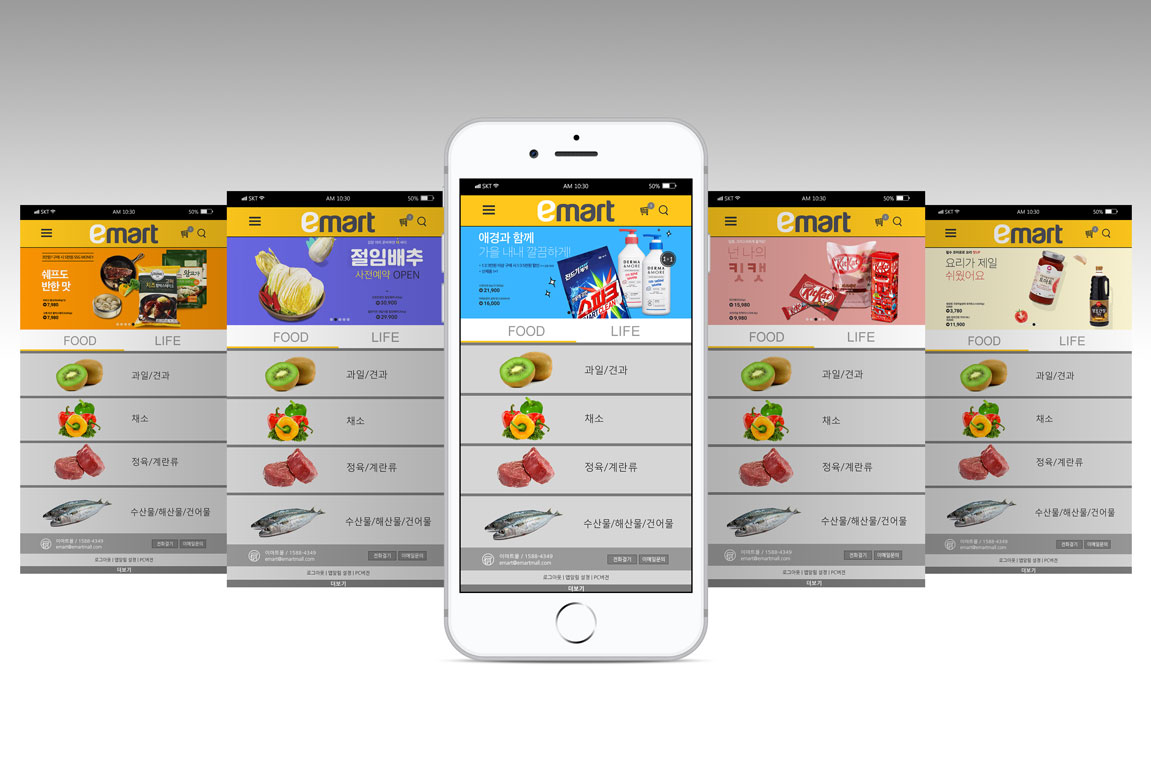 SKT AM 10:30 50%
emart
쉐프도
반한 맛
7,980
7,980
FOOD LIFE
과일/견과
채소
정육/계란류
수산물/해산물/건어물
이마트몰 / 1588-4349
emart@emartmall.com
전화걸기 이메일문의
로그아웃 | 앱알림 설정 | PC버전
더보기
SKT AM 10:30 50%
emart
절임배추
사전예약 OPEN
30,900
29,900
FOOD LIFE
과일/견과
채소
정육/계란류
수산물/해산물/건어물
이마트몰 / 1588-4349
emart@emartmall.com
전화걸기 이메일문의
로그아웃 | 앱알림 설정 | PC버전
더보기
SKT AM 10:30 50%
emart
애경과 함께
가을 내내 깔끔하게!
21,900
16,000
스파크
DERMA
&MORE
DERMA
&MORE
1+1
FOOD LIFE
과일/견과
채소
정육/계란류
수산물/해산물/건어물
이마트몰 / 1588-4349
emart@emartmall.com
전화걸기 이메일문의
로그아웃 | 앱알림 설정 | PC버전
더보기
SKT AM 10:30 50%
emart
넌 나의
킷캣
15,980
9,980
KitKat
KitKat
FOOD LIFE
과일/견과
채소
정육/계란류
수산물/해산물/건어물
이마트몰 / 1588-4349
emart@emartmall.com
전화걸기 이메일문의
로그아웃 | 앱알림 설정 | PC버전
더보기
SKT AM 10:30 50%
emart
요리가 제일
쉬웠어요
3,780
11,900
FOOD LIFE
과일/견과
채소
정육/계란류
수산물/해산물/건어물
이마트몰 / 1588-4349
emart@emartmall.com
전화걸기 이메일문의
로그아웃 | 앱알림 설정 | PC버전
더보기